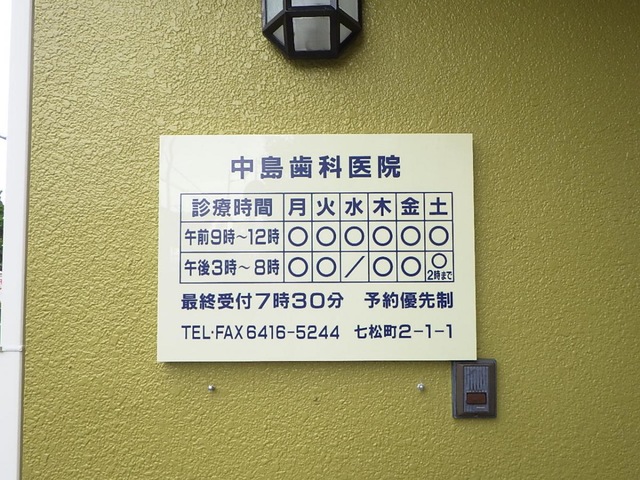 中島歯科医院
診療時間 月 火 水 木 金 土
午前9時〜12時 ○ ○ ○ ○ ○ ○
午後3時〜8時 ○ ○ ／ ○ ○ ○ 2時まで
最終受付7時30分 予約優先制
TEL・FAX 6416-5244 七松町2-1-1